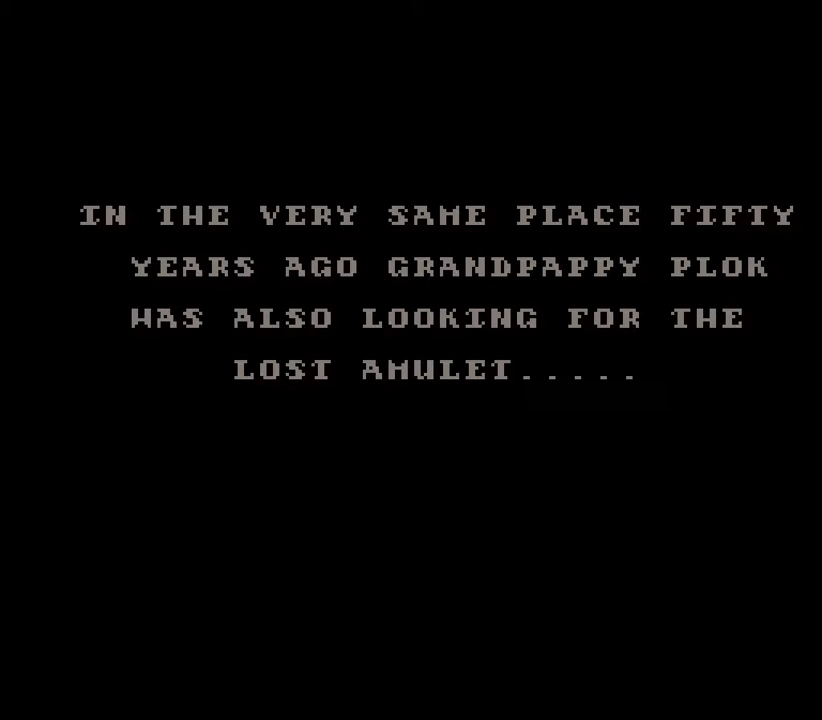 IN THE VERY SAME PLACE FIFTY
YEARS AGO GRANDPAPPY PLOK
WAS ALSO LOOKING FOR THE
LOST AMULET.....